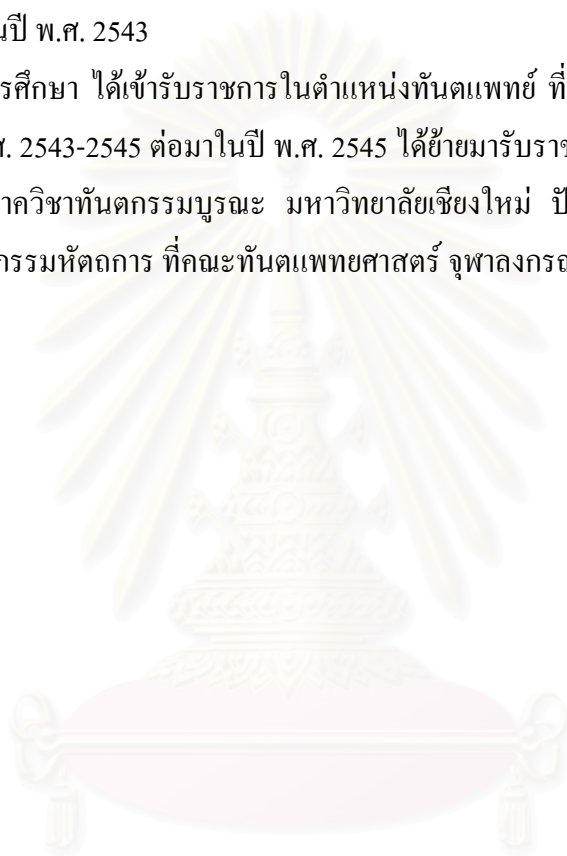 นปี พ.ศ. 2543
รศึกษา ได้เข้ารับราชการในตำแหน่งทันตแพทย์ ที่
ศ. 2543-2545 ต่อมาในปี พ.ศ. 2545 ได้ย้ายมารับราช
าควิชาทันตกรรมบูรณะ มหาวิทยาลัยเชียงใหม่ ปั
กรรมหัตถการ ที่คณะทันตแพทยศาสตร์ จุฬาลงกรณ